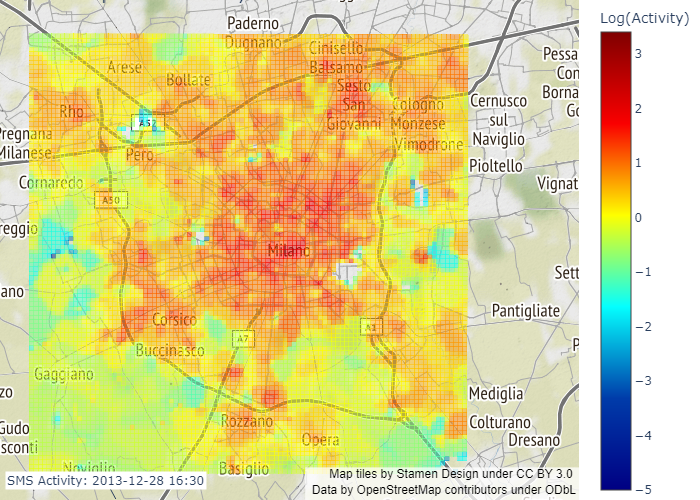 Log(Activity)
3
2
1
0
−1
−2
−3
−4
−5
Paderno
Dugnano
Cinisello
Balsamo
Arese
Bollate
Sesto
San
Giovanni
Cologno
Monzese
Vimodrone
Cernusco
sul
Naviglio
Pioltello
Pessa
Con
Borna
Go
Rho
A52
Pero
Pregnana
Milanese
Cornaredo
A50
Vignat
reggio
Milano
Sett
ano
Corsico
Buccinasco
A7
A1
Pantigliate
P
Gaggiano
zo
Mediglia
Rozzano
Opera
Colturano
Dresano
Gudo
sconti
Noviglio
Basiglio
SMS Activity: 2013-12-28 16:30
Map tiles by Stamen Design under CC BY 3.0
Data by OpenStreetMap contributors under ODbL